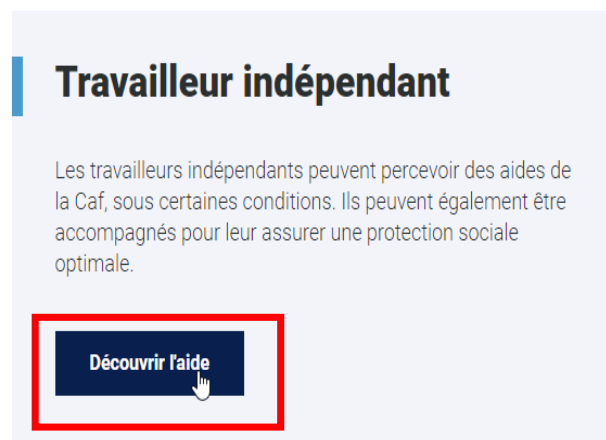 Travailleur indépendant
Les travailleurs indépendants peuvent percevoir des aides de
la Caf, sous certaines conditions. Ils peuvent également être
accompagnés pour leur assurer une protection sociale
optimale.
Découvrir l'aide